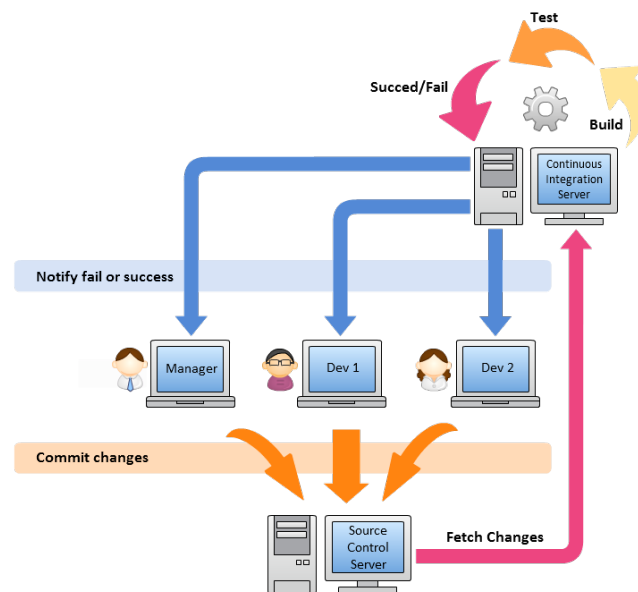 Test
Succed/Fail
Build
Continuous
Integration
Server
Notify fail or success
Manager
Dev 1
Dev 2
Commit changes
Source
Control
Server
Fetch Changes